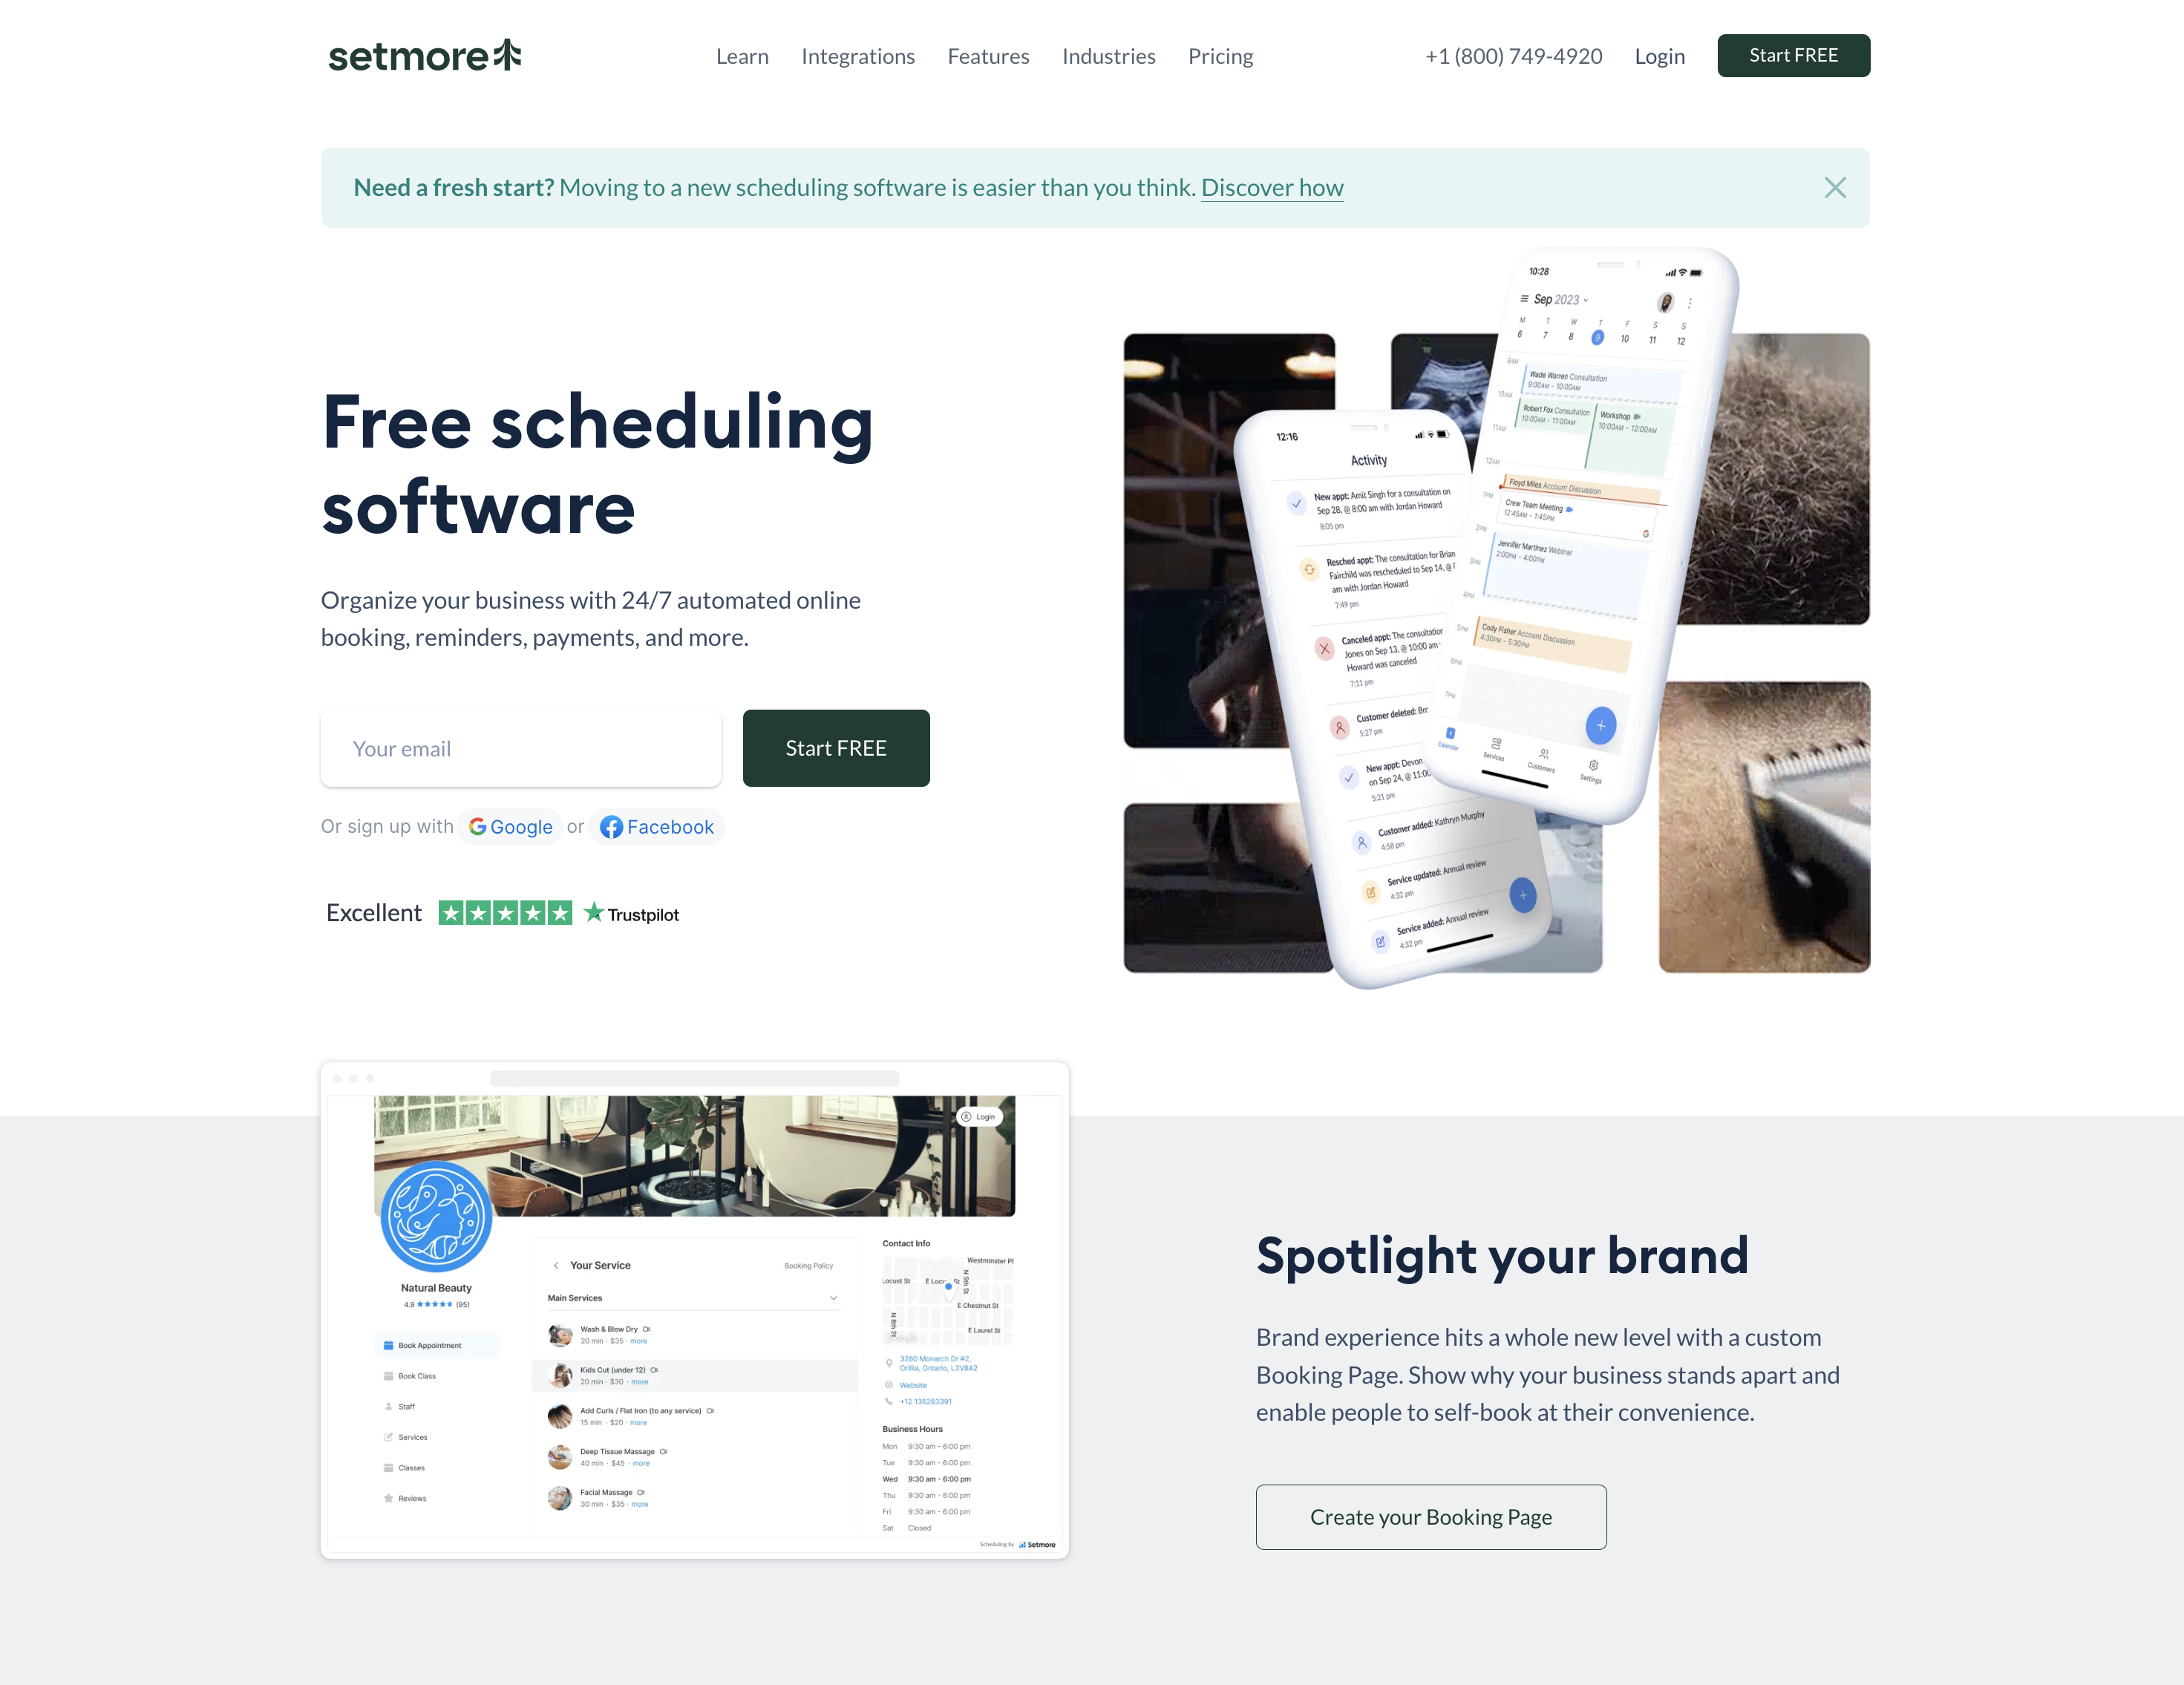 setmore
Learn Integrations Features Industries Pricing
+1 (800) 749-4920 Login Start FREE
Need a fresh start? Moving to a new scheduling software is easier than you think. Discover how
Free scheduling
software
Organize your business with 24/7 automated online
booking, reminders, payments, and more.
Your email
Start FREE
Or sign up with Google or Facebook
Excellent Trustpilot
12:16
Activity
New appt: Amit Singh for a consultation on
Sep 28, @ 8:00 am with Jordan Howard
8:05 pm
Resched appt: The consultation for Brian
Fairchild was rescheduled to Sep 14, @
am with Jordan Howard
7:49 pm
Canceled appt: The consultation
Jones on Sep 13, @ 10:00 am
Howard was canceled
7:11 pm
Customer deleted:
5:27 pm
New appt: Devon
on Sep 24, @ 11:00
5:21 pm
Customer added: Kathryn Murphy
4:58 pm
Service updated: Annual review
4:32 pm
Service added: Annual review
4:32 pm
10:28
Sep 2023
M T W T F S S
6 7 8 9 10 11 12
9AM
Wade Warren Consultation
9:00AM - 10:00AM
10AM
Robert Fox Consultation
10:00AM - 11:00AM
Workshop
10:00AM - 12:00AM
11AM
12AM
Floyd Miles Account Discussion
1PM
Crew Team Meeting
12:45AM - 1:45PM
2PM
Jennifer Martinez Webinar
2:00PM - 4:00PM
3PM
4PM
5PM
Cody Fisher Account Discussion
4:30PM - 5:30PM
6PM
7PM
Calendar Services Customers Settings
Login
Natural Beauty
4.9 (95)
Book Appointment
Book Class
Staff
Services
Classes
Reviews
Your Service Booking Policy
Main Services
Wash & Blow Dry
20 min · $35 · more
Kids Cut (under 12)
20 min · $30 · more
Add Curls / Flat Iron (to any service)
15 min · $20 · more
Deep Tissue Massage
40 min · $45 · more
Facial Massage
30 min · $35 · more
Contact Info
Westminster Pl
Locust St
N 5th St
E Chestnut St
N 8th St
E Laurel St
3280 Monarch Dr #2,
Orillia, Ontario, L3V8A2
Website
+12 136283391
Business Hours
Mon 9:30 am - 6:00 pm
Tue 9:30 am - 6:00 pm
Wed 9:30 am - 6:00 pm
Thu 9:30 am - 6:00 pm
Fri 9:30 am - 6:00 pm
Sat Closed
Scheduling by Setmore
Spotlight your brand
Brand experience hits a whole new level with a custom
Booking Page. Show why your business stands apart and
enable people to self-book at their convenience.
Create your Booking Page